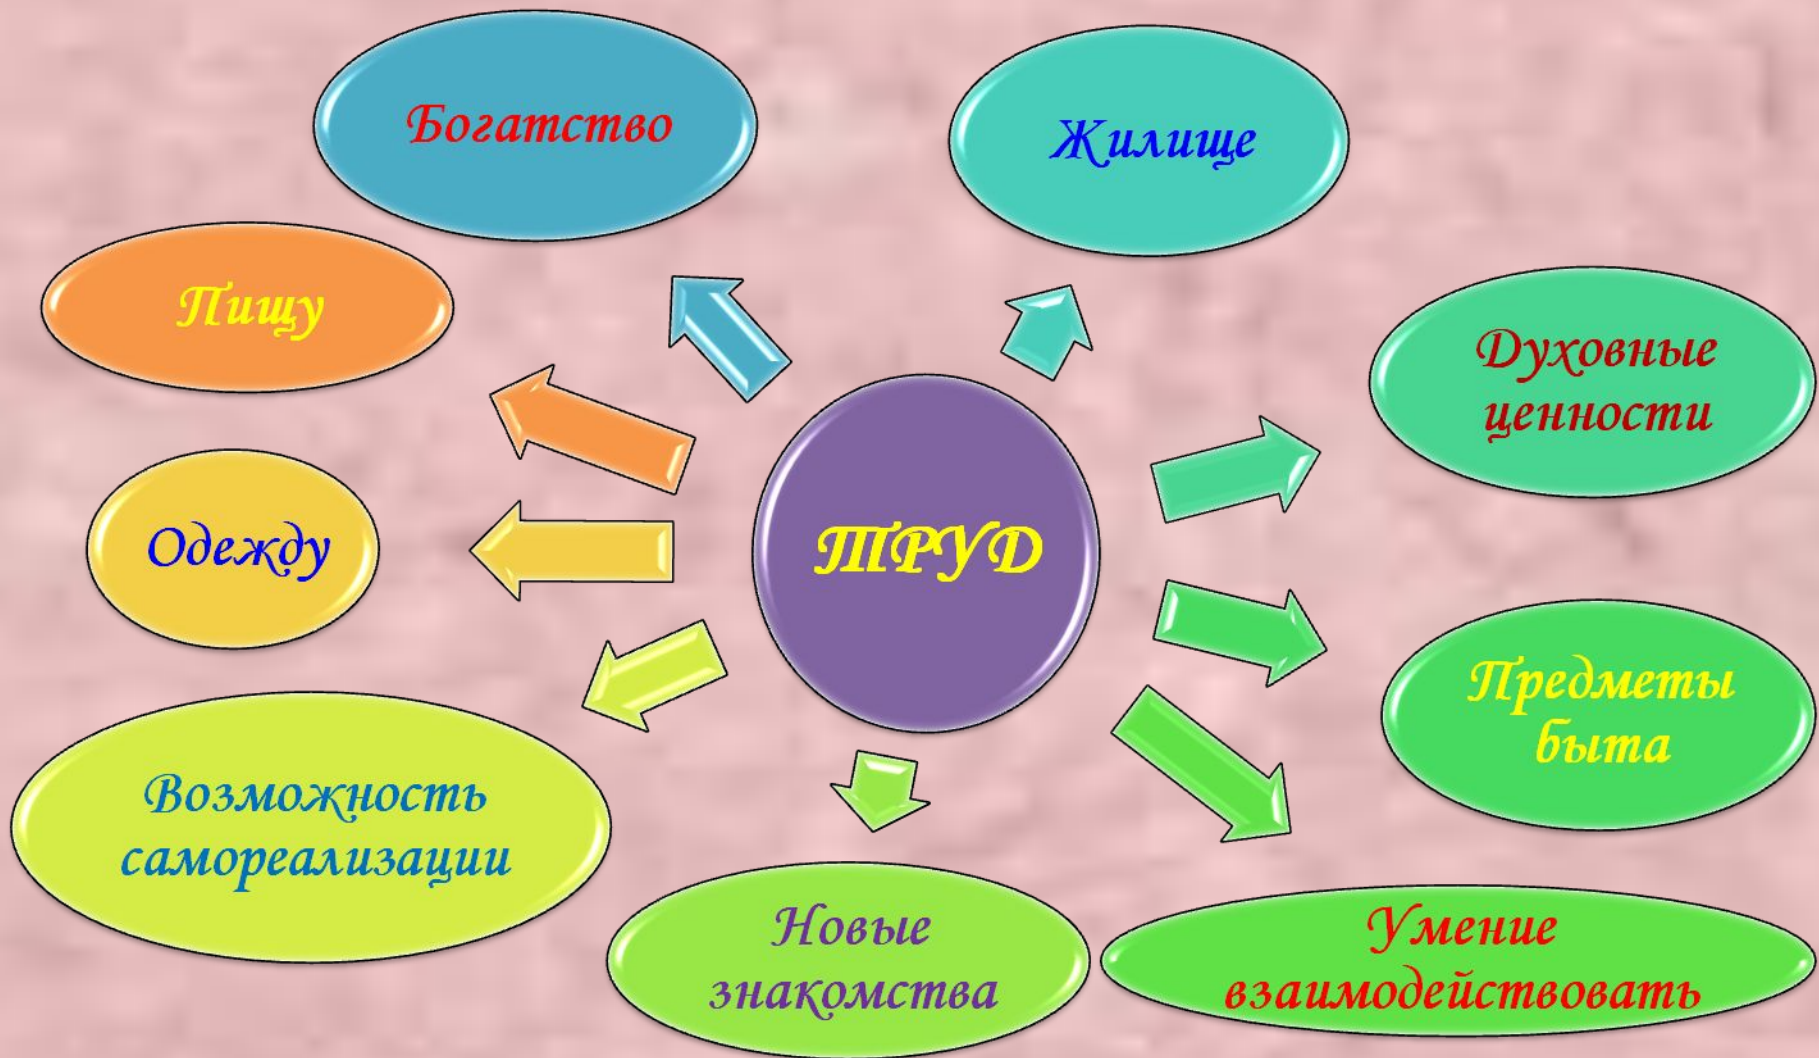 Богатство
Жилище
Пищу
Духовные
ценности
Одежду
ТРУД
Предметы
быта
Возможность
самореализации
Новые
знакомства
Умение
взаимодействовать